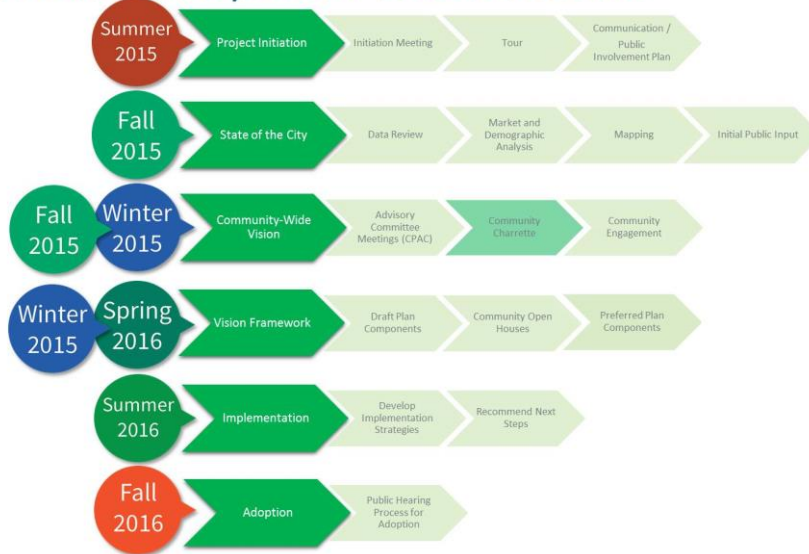 Summer
2015
Project Initiation
Initiation Meeting
Tour
Communication /
Public
Involvement Plan
Fall
2015
State of the City
Data Review
Market and
Demographic
Analysis
Mapping
Initial Public Input
Fall
2015
Winter
2015
Community-Wide
Vision
Advisory
Committee
Meetings (CPAC)
Community
Charrette
Community
Engagement
Winter
2015
Spring
2016
Vision Framework
Draft Plan
Components
Community Open
Houses
Preferred Plan
Components
Summer
2016
Implementation
Develop
Implementation
Strategies
Recommend Next
Steps
Fall
2016
Adoption
Public Hearing
Process for
Adoption